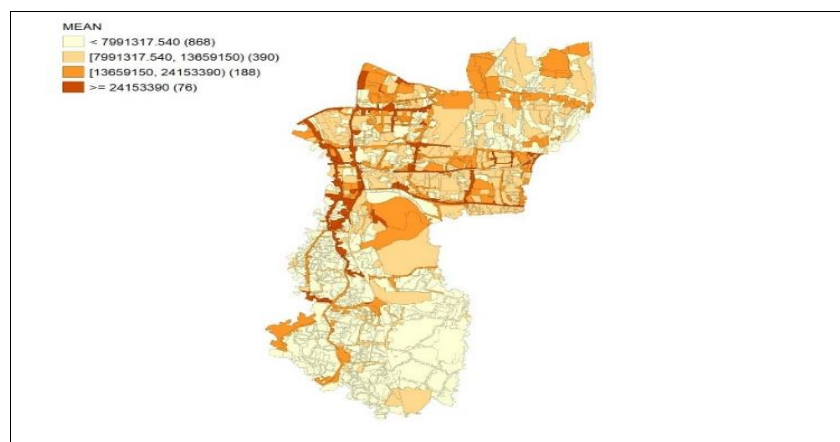 MEAN
< 7991317.540 (868)
[7991317.540, 13659150) (390)
[13659150, 24153390) (188)
>= 24153390 (76)